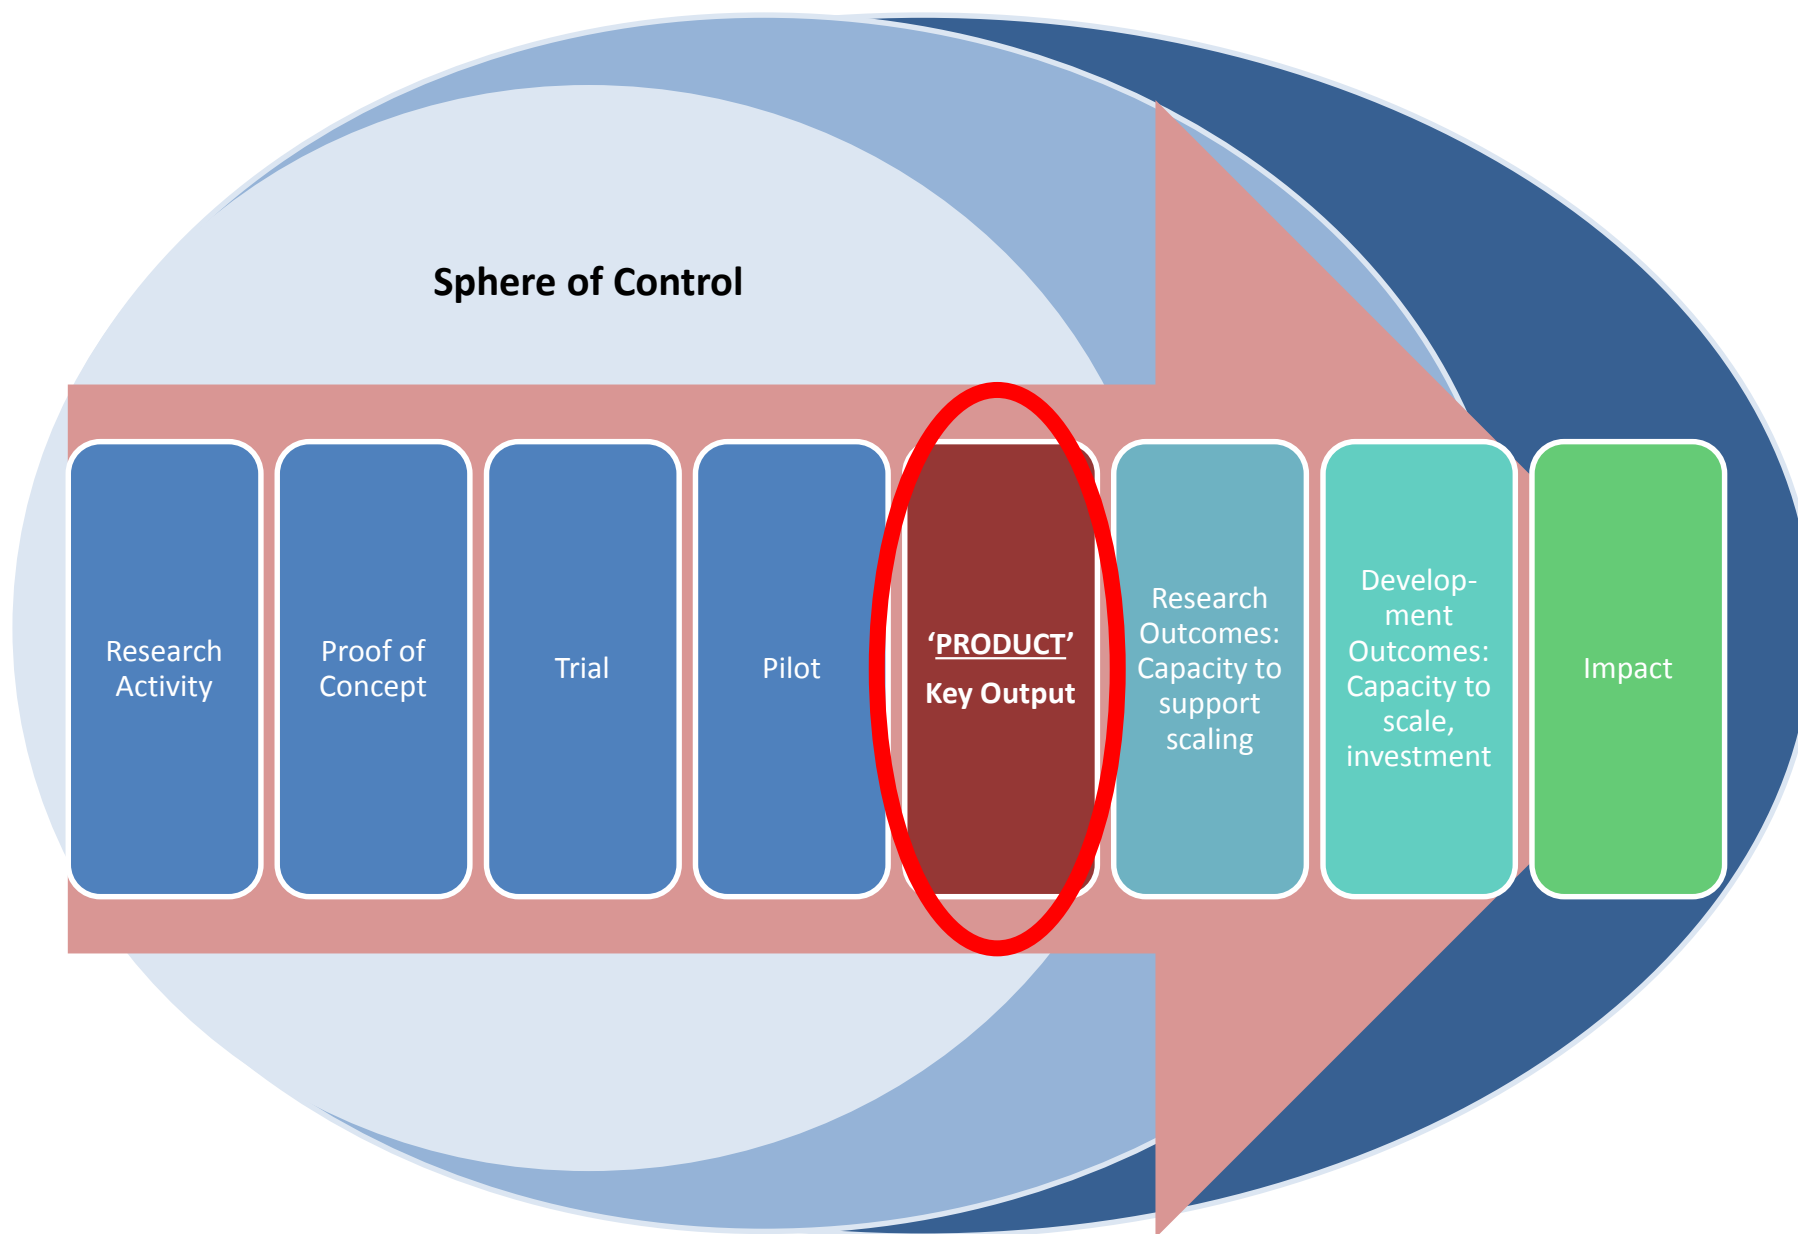 Sphere of Control
Research
Activity
Proof of
Concept
Trial
Pilot
‘PRODUCT’
Key Output
Research
Outcomes:
Capacity to
support
scaling
Develop-
ment
Outcomes:
Capacity to
scale,
investment
Impact